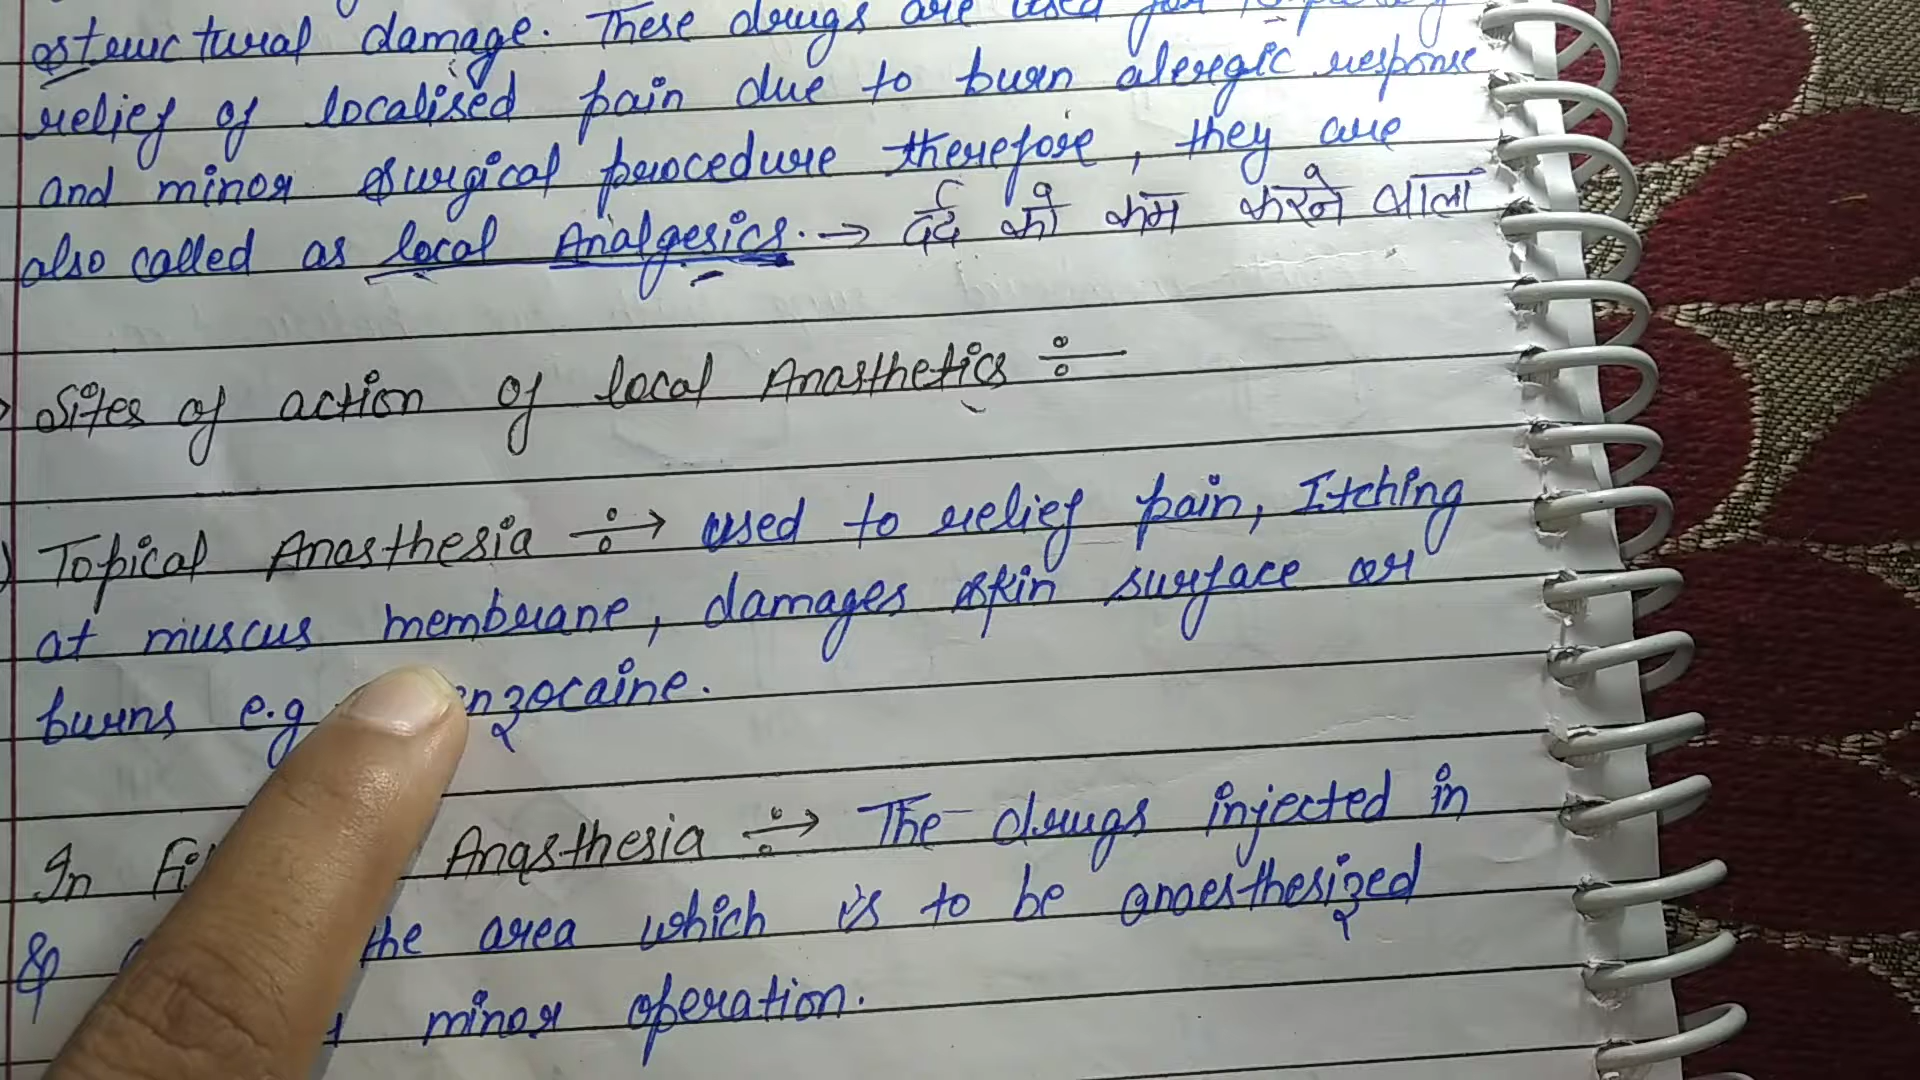 structural damage. These drugs are used for
relief of localised pain due to burn alergic response
and minor surgical procedure therefore, they are
also called as local Analgesics. → दर्द को कम करने वाला
Sites of action of local Anasthetics ÷
Topical Anasthesia ÷→ used to relief pain, Itching
at muscus membrane, damages skin surface or
burns e.g nzocaine.
In Anasthesia ÷→ The drugs injected in
& the area which is to be anaesthesized
minor operation.